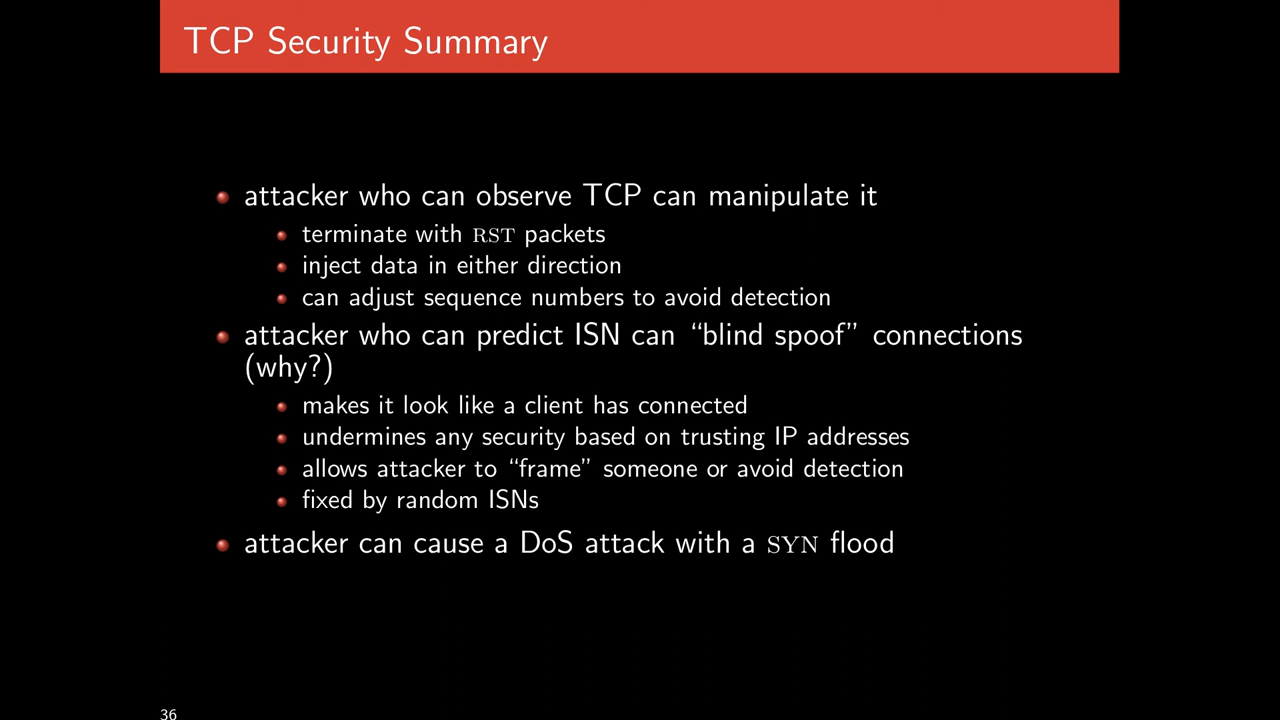 TCP Security Summary
attacker who can observe TCP can manipulate it
terminate with RST packets
inject data in either direction
can adjust sequence numbers to avoid detection
attacker who can predict ISN can “blind spoof” connections
(why?)
makes it look like a client has connected
undermines any security based on trusting IP addresses
allows attacker to “frame” someone or avoid detection
fixed by random ISNs
attacker can cause a DoS attack with a SYN flood
36